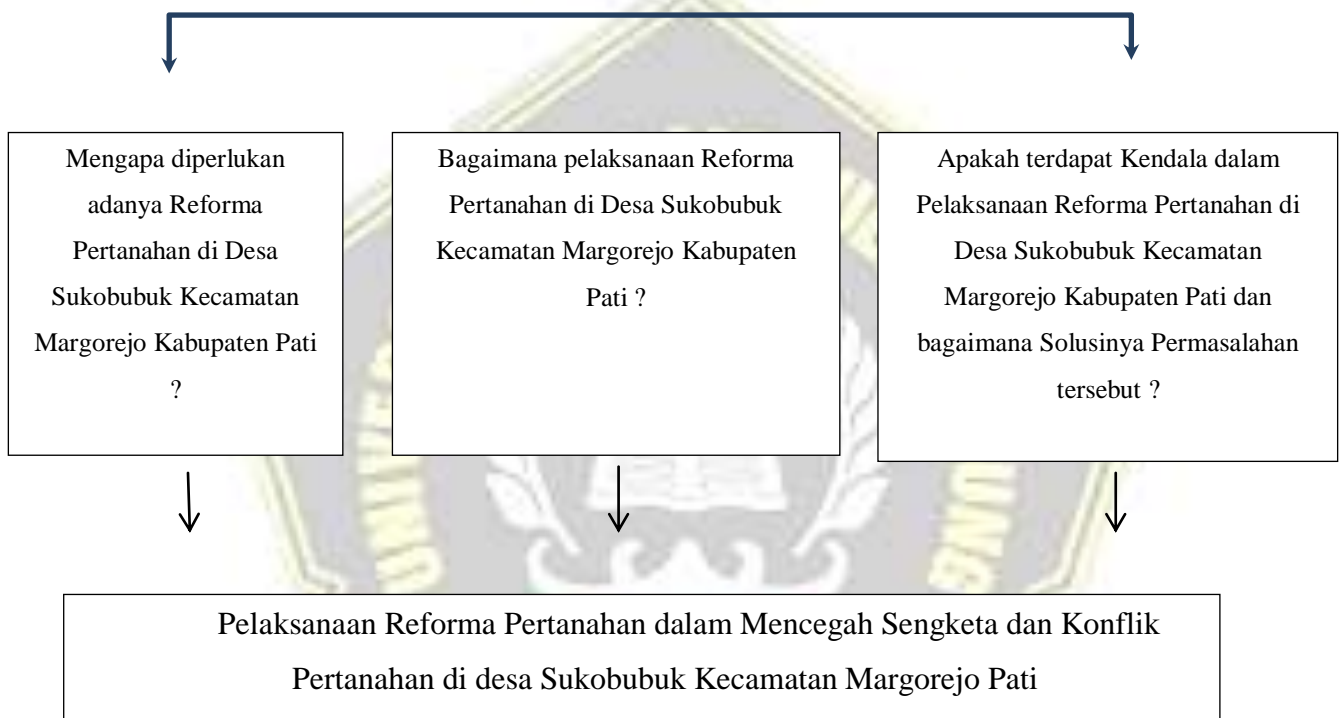 Mengapa diperlukan
adanya Reforma
Pertanahan di Desa
Sukobubuk Kecamatan
Margorejo Kabupaten Pati
?
Bagaimana pelaksanaan Reforma
Pertanahan di Desa Sukobubuk
Kecamatan Margorejo Kabupaten
Pati ?
Apakah terdapat Kendala dalam
Pelaksanaan Reforma Pertanahan di
Desa Sukobubuk Kecamatan
Margorejo Kabupaten Pati dan
bagaimana Solusinya Permasalahan
tersebut ?
Pelaksanaan Reforma Pertanahan dalam Mencegah Sengketa dan Konflik
Pertanahan di desa Sukobubuk Kecamatan Margorejo Pati